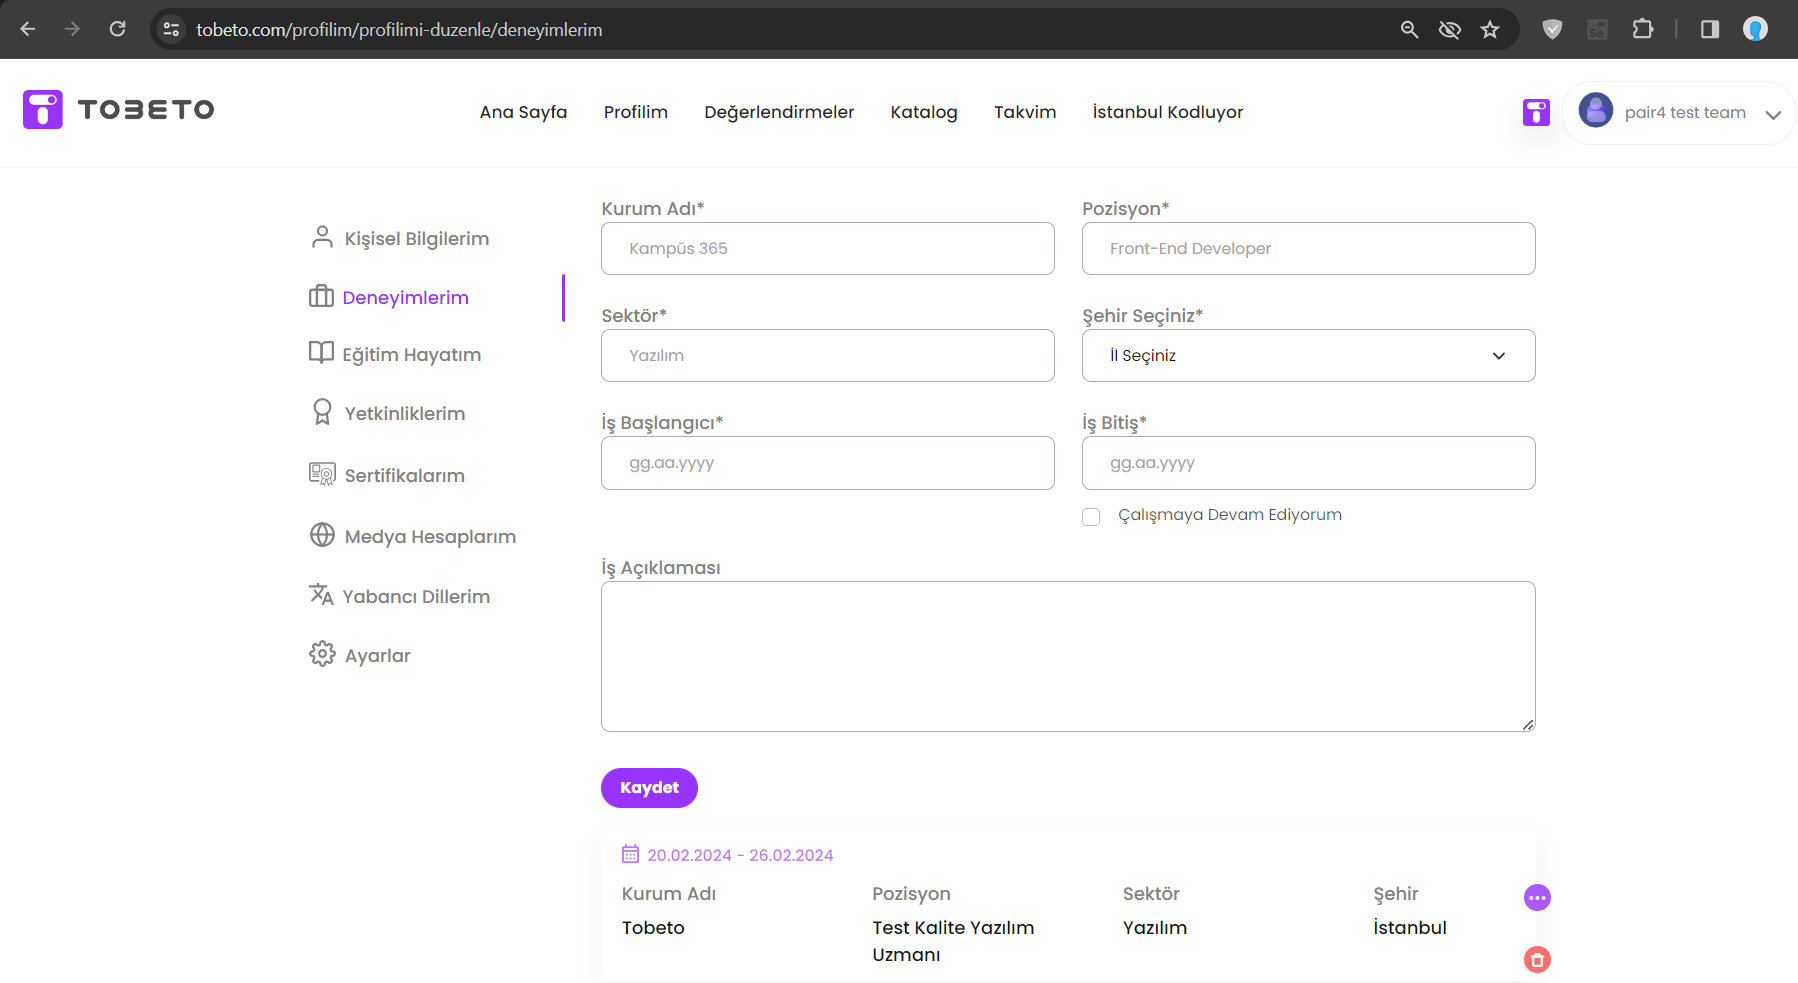 tobeto.com/profilim/profilimi-duzenle/deneyimlerim
TOBETO
Ana Sayfa
Profilim
Değerlendirmeler
Katalog
Takvim
İstanbul Kodluyor
pair4 test team
Kişisel Bilgilerim
Deneyimlerim
Eğitim Hayatım
Yetkinliklerim
Sertifikalarım
Medya Hesaplarım
Yabancı Dillerim
Ayarlar
Kurum Adı*
Kampüs 365
Pozisyon*
Front-End Developer
Sektör*
Yazılım
Şehir Seçiniz*
İl Seçiniz
İş Başlangıcı*
gg.aa.yyyy
İş Bitiş*
gg.aa.yyyy
Çalışmaya Devam Ediyorum
İş Açıklaması
Kaydet
20.02.2024 - 26.02.2024
Kurum Adı
Tobeto
Pozisyon
Test Kalite Yazılım
Uzmanı
Sektör
Yazılım
Şehir
İstanbul